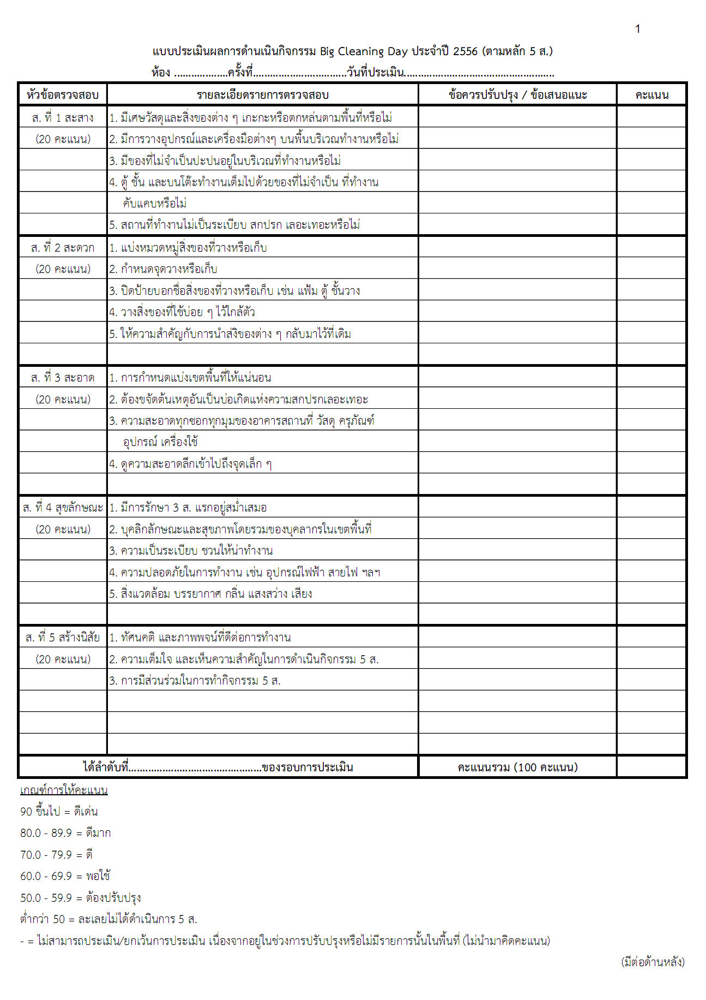 1
แบบประเมินผลการดำเนินกิจกรรม Big Cleaning Day ประจำปี 2556 (ตามหลัก 5 ส.)
ห้อง ...................ครั้งที่.................................วันที่ประเมิน.....................................................
หัวข้อตรวจสอบ รายละเอียดรายการตรวจสอบ ข้อควรปรับปรุง / ข้อเสนอแนะ คะแนน
ส. ที่ 1 สะสาง 1. มีเศษวัสดุและสิ่งของต่าง ๆ เกะกะหรือตกหล่นตามพื้นที่หรือไม่
(20 คะแนน) 2. มีการวางอุปกรณ์และเครื่องมือต่างๆ บนพื้นบริเวณทำงานหรือไม่
3. มีของที่ไม่จำเป็นปะปนอยู่ในบริเวณที่ทำงานหรือไม่
4. ตู้ ชั้น และบนโต๊ะทำงานเต็มไปด้วยของที่ไม่จำเป็น ที่ทำงาน
คับแคบหรือไม่
5. สถานที่ทำงานไม่เป็นระเบียบ สกปรก เลอะเทอะหรือไม่
ส. ที่ 2 สะดวก 1. แบ่งหมวดหมู่สิ่งของที่วางหรือเก็บ
(20 คะแนน) 2. กำหนดจุดวางหรือเก็บ
3. ปิดป้ายบอกชื่อสิ่งของที่วางหรือเก็บ เช่น แฟ้ม ตู้ ชั้นวาง
4. วางสิ่งของที่ใช้บ่อย ๆ ไว้ใกล้ตัว
5. ให้ความสำคัญกับการนำส่งิของต่าง ๆ กลับมาไว้ที่เดิม
ส. ที่ 3 สะอาด 1. การกำหนดแบ่งเขตพื้นที่ให้แน่นอน
(20 คะแนน) 2. ต้องขจัดต้นเหตุอันเป็นบ่อเกิดแห่งความสกปรกเลอะเทอะ
3. ความสะอาดทุกซอกทุกมุมของอาคารสถานที่ วัสดุ ครุภัณฑ์
อุปกรณ์ เครื่องใช้
4. ดูความสะอาดลึกเข้าไปถึงจุดเล็ก ๆ
ส. ที่ 4 สุขลักษณะ 1. มีการรักษา 3 ส. แรกอยู่สม่ำเสมอ
(20 คะแนน) 2. บุคลิกลักษณะและสุขภาพโดยรวมของบุคลากรในเขตพื้นที่
3. ความเป็นระเบียบ ชวนให้น่าทำงาน
4. ความปลอดภัยในการทำงาน เช่น อุปกรณ์ไฟฟ้า สายไฟ ฯลฯ
5. สิ่งแวดล้อม บรรยากาศ กลิ่น แสงสว่าง เสียง
ส. ที่ 5 สร้างนิสัย 1. ทัศนคติ และภาพพจน์ที่ดีต่อการทำงาน
(20 คะแนน) 2. ความเต็มใจ และเห็นความสำคัญในการดำเนินกิจกรรม 5 ส.
3. การมีส่วนร่วมในการทำกิจกรรม 5 ส.
ได้ลำดับที่...............................................ของรอบการประเมิน คะแนนรวม (100 คะแนน)
เกณฑ์การให้คะแนน
90 ขึ้นไป = ดีเด่น
80.0 - 89.9 = ดีมาก
70.0 - 79.9 = ดี
60.0 - 69.9 = พอใช้
50.0 - 59.9 = ต้องปรับปรุง
ต่ำกว่า 50 = ละเลยไม่ได้ดำเนินการ 5 ส.
- = ไม่สามารถประเมิน/ยกเว้นการประเมิน เนื่องจากอยู่ในช่วงการปรับปรุงหรือไม่มีรายการนั้นในพื้นที่ (ไม่นำมาคิดคะแนน)
(มีต่อด้านหลัง)